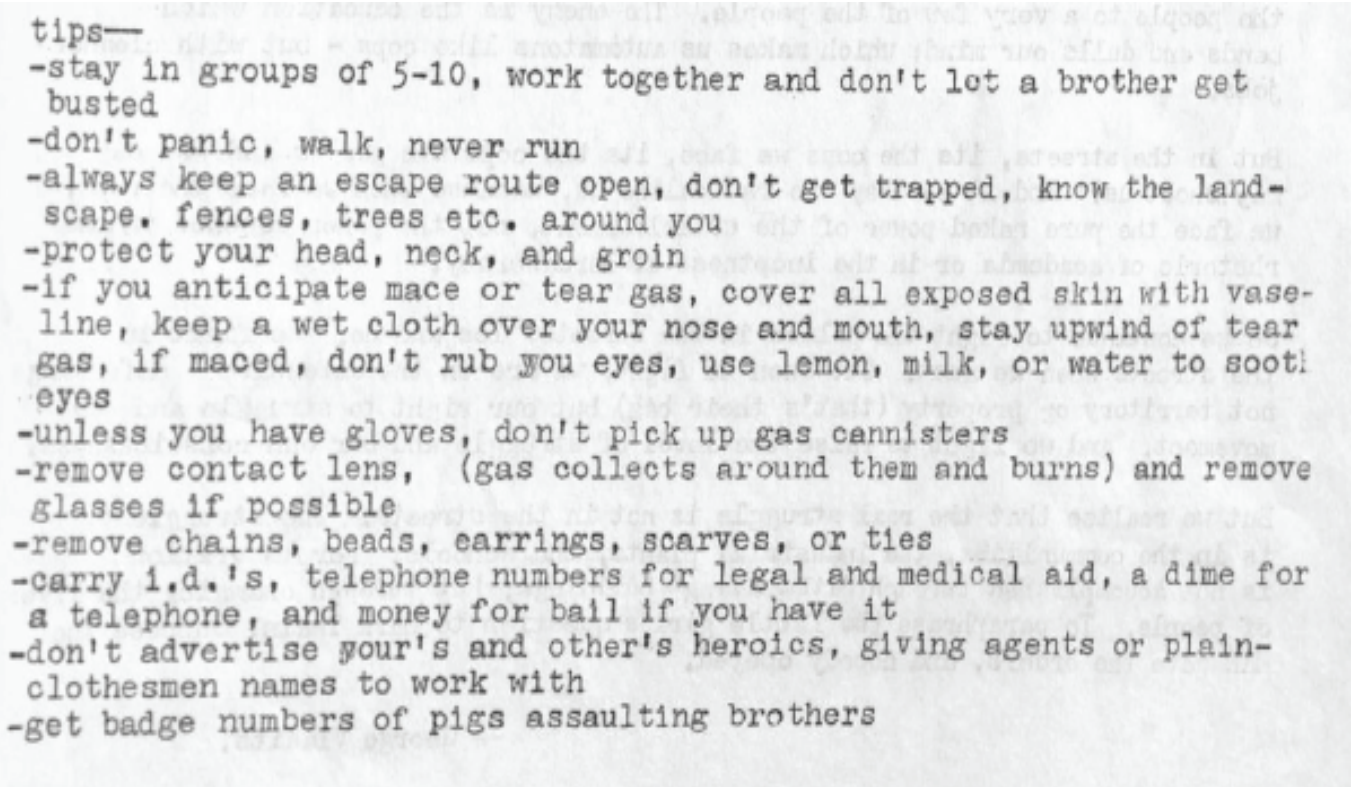 tips—
-stay in groups of 5-10, work together and don't let a brother get
busted
-don't panic, walk, never run
-always keep an escape route open, don't get trapped, know the land-
scape, fences, trees etc. around you
-protect your head, neck, and groin
-if you anticipate mace or tear gas, cover all exposed skin with vase-
line, keep a wet cloth over your nose and mouth, stay upwind of tear
gas, if maced, don't rub you eyes, use lemon, milk, or water to
eyes
-unless you have gloves, don't pick up gas cannisters
-remove contact lens, (gas collects around them and burns) and remove
glasses if possible
-remove chains, beads, earrings, scarves, or ties
-carry i.d.'s, telephone numbers for legal and medical aid, a dime for
a telephone, and money for bail if you have it
-don't advertise your's and other's heroics, giving agents or plain-
clothesmen names to work with
-get badge numbers of pigs assaulting brothers